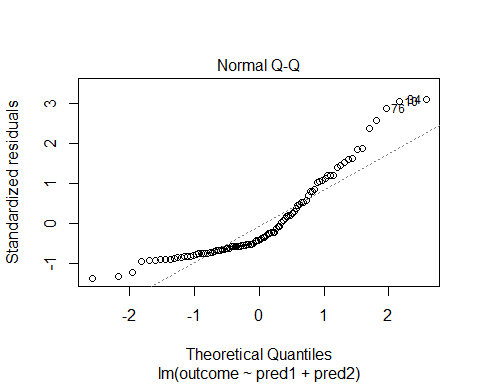 Normal Q-Q
Standardized residuals
3
2
1
0
-1
76
-2
-1
0
1
2
Theoretical Quantiles
lm(outcome ~ pred1 + pred2)